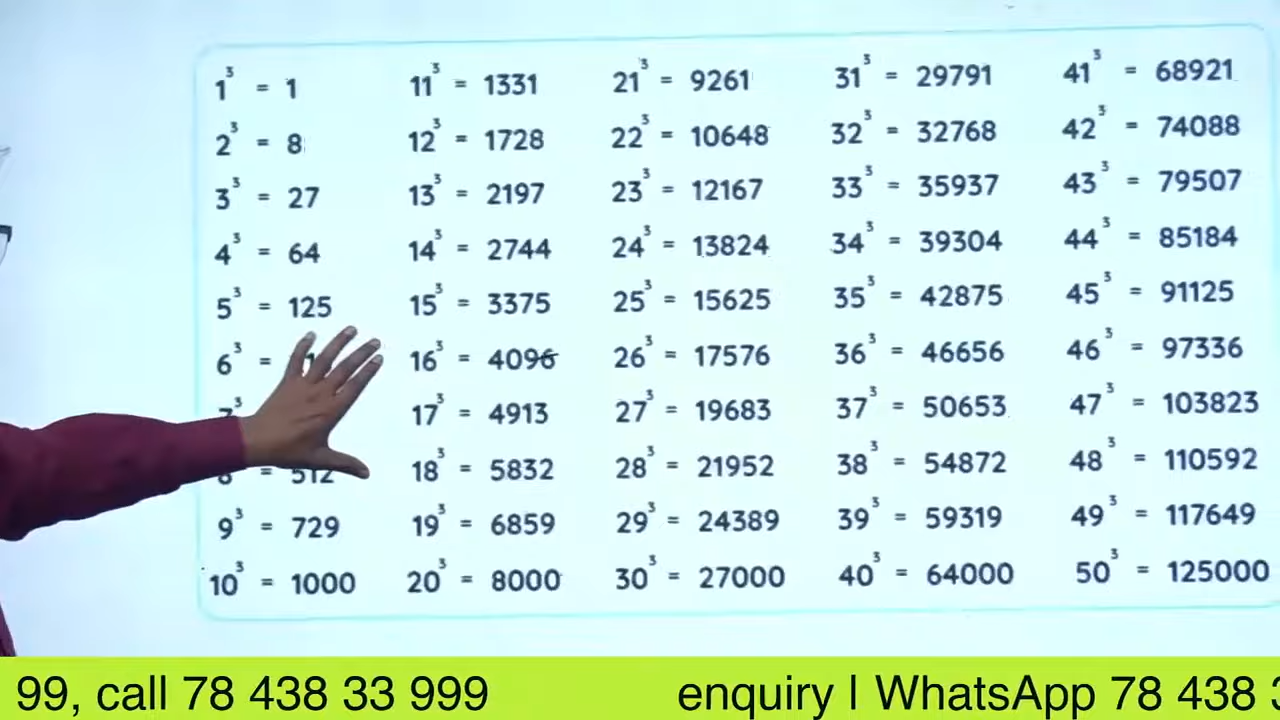 1³ = 1
2³ = 8
3³ = 27
4³ = 64
5³ = 125
6³ =
8³ = 512
9³ = 729
10³ = 1000
11³ = 1331
12³ = 1728
13³ = 2197
14³ = 2744
15³ = 3375
16³ = 4096
17³ = 4913
18³ = 5832
19³ = 6859
20³ = 8000
21³ = 9261
22³ = 10648
23³ = 12167
24³ = 13824
25³ = 15625
26³ = 17576
27³ = 19683
28³ = 21952
29³ = 24389
30³ = 27000
31³ = 29791
32³ = 32768
33³ = 35937
34³ = 39304
35³ = 42875
36³ = 46656
37³ = 50653
38³ = 54872
39³ = 59319
40³ = 64000
41³ = 68921
42³ = 74088
43³ = 79507
44³ = 85184
45³ = 91125
46³ = 97336
47³ = 103823
48³ = 110592
49³ = 117649
50³ = 125000
99, call 78 438 33 999 enquiry | WhatsApp 78 438